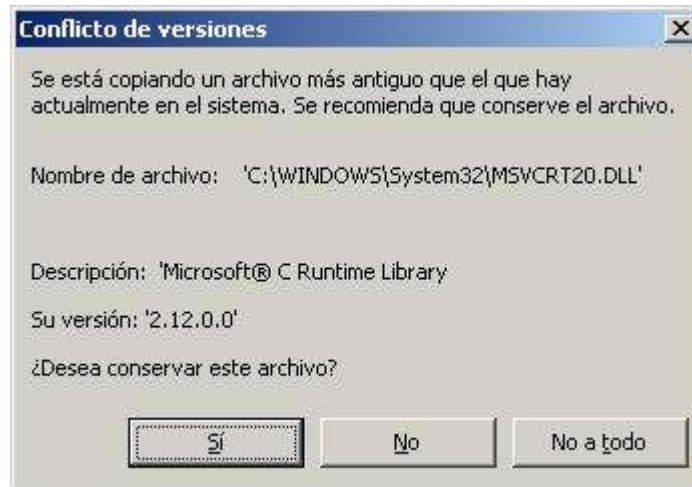 Conflicto de versiones
Se está copiando un archivo más antiguo que el que hay
actualmente en el sistema. Se recomienda que conserve el archivo.
Nombre de archivo: 'C:\WINDOWS\System32\MSVCRT20.DLL'
Descripción: 'Microsoft® C Runtime Library
Su versión: '2.12.0.0'
¿Desea conservar este archivo?
Sí No No a todo